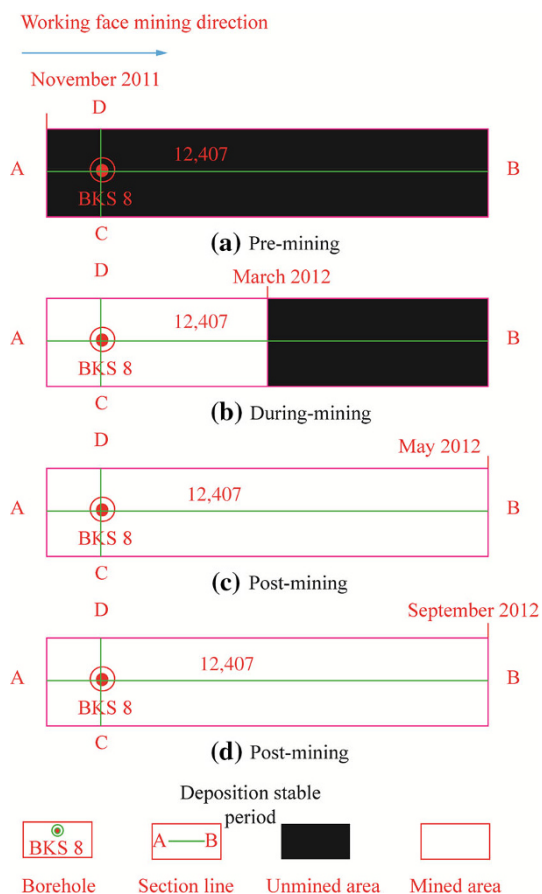 Working face mining direction
November 2011
D
A 12,407 B
BKS 8
C
(a) Pre-mining
D
March 2012
A 12,407 B
BKS 8
C
(b) During-mining
D
May 2012
A 12,407 B
BKS 8
C
(c) Post-mining
D
September 2012
A 12,407 B
BKS 8
C
(d) Post-mining
Deposition stable
period
BKS 8 A B
Borehole Section line Unmined area Mined area